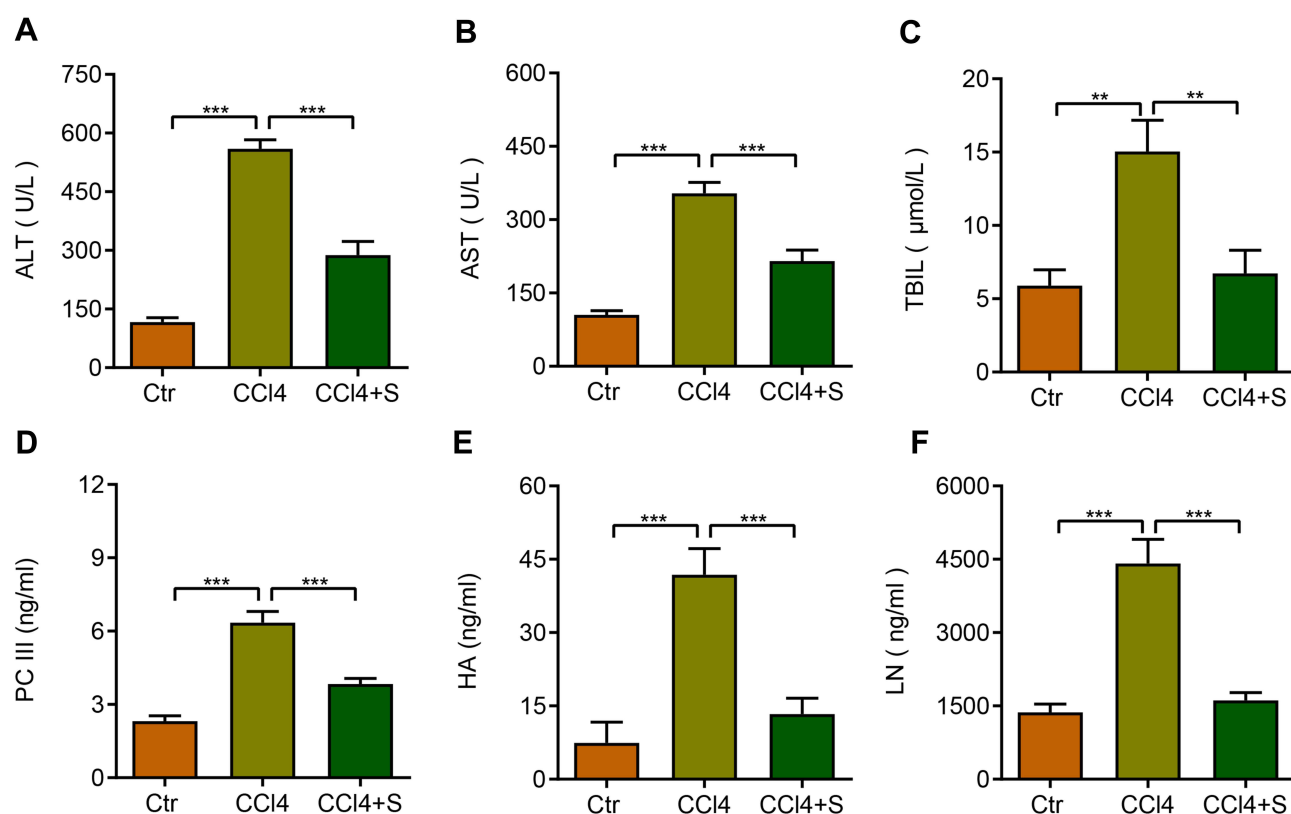 A
ALT ( U/L )
750
600
450
300
150
0
*** ***
Ctr CCl4 CCl4+S
B
AST ( U/L )
600
450
300
150
0
*** ***
Ctr CCl4 CCl4+S
C
TBIL ( μmol/L )
20
15
10
5
0
** **
Ctr CCl4 CCl4+S
D
PC III (ng/ml)
12
9
6
3
0
*** ***
Ctr CCl4 CCl4+S
E
HA (ng/ml)
60
45
30
15
0
*** ***
Ctr CCl4 CCl4+S
F
LN ( ng/ml )
6000
4500
3000
1500
0
*** ***
Ctr CCl4 CCl4+S